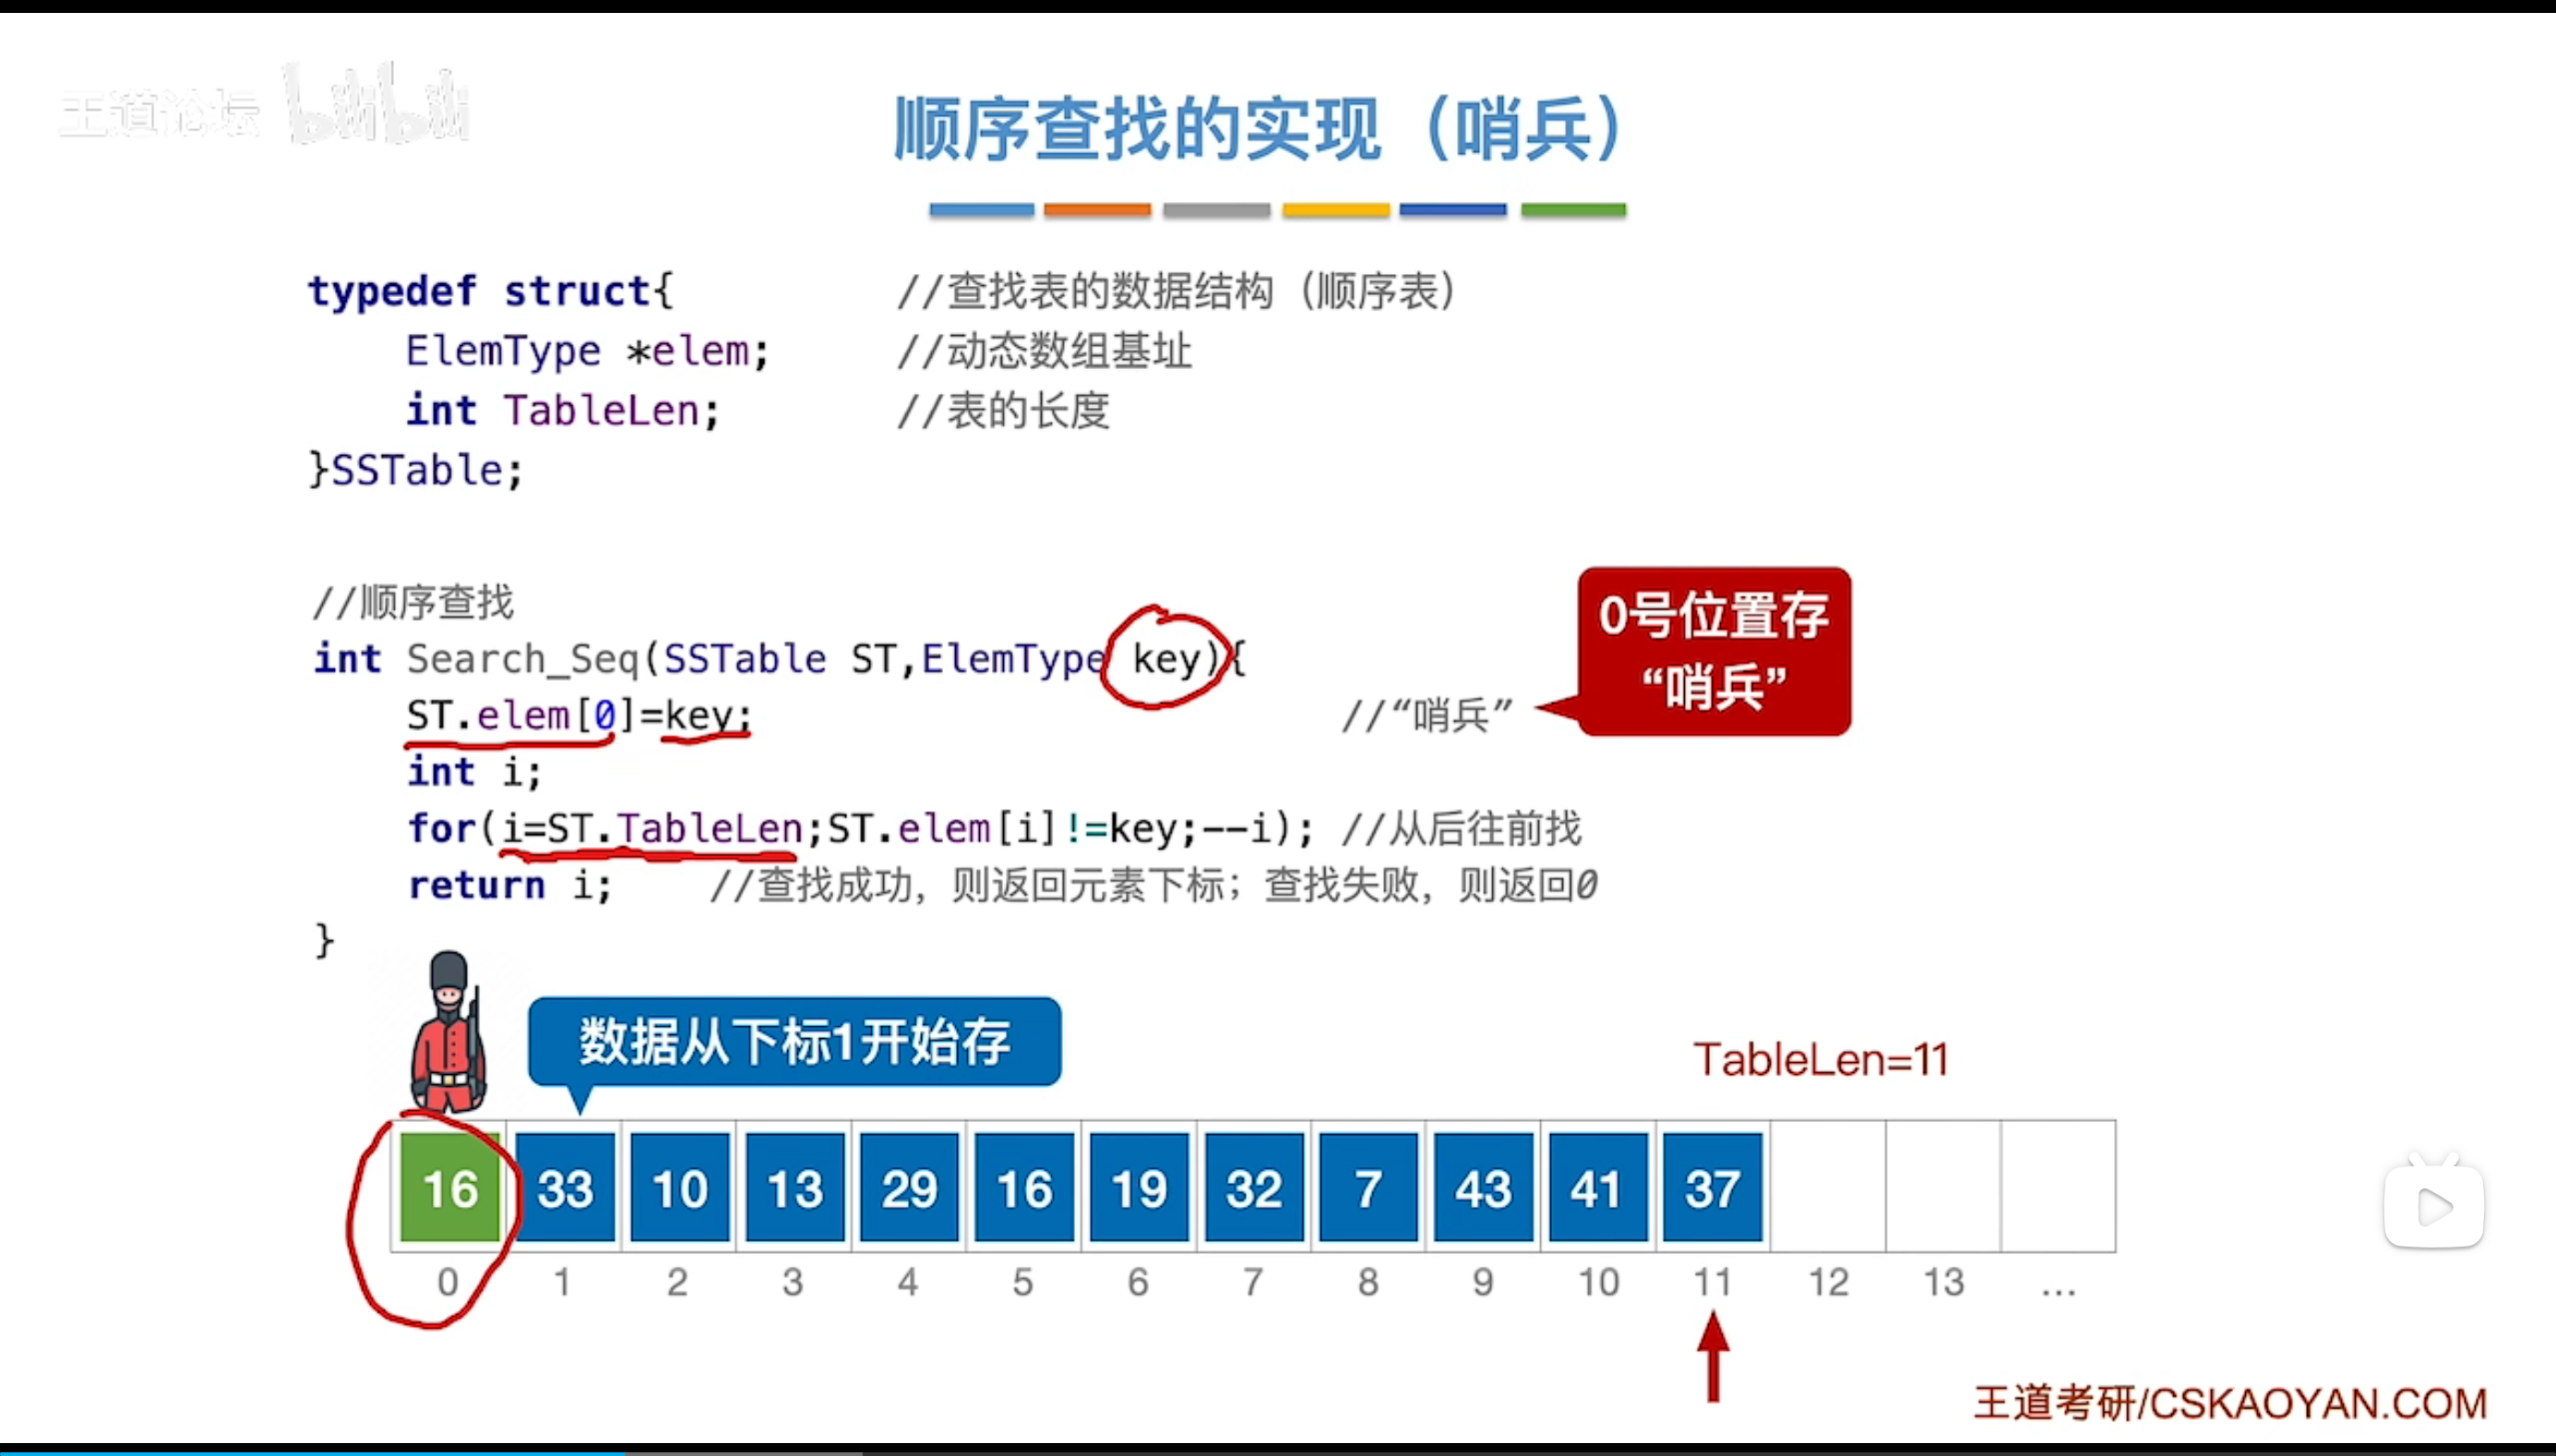 王道论坛 bilibili
顺序查找的实现（哨兵）
typedef struct{ //查找表的数据结构（顺序表）
ElemType *elem; //动态数组基址
int TableLen; //表的长度
}SSTable;
//顺序查找
int Search_Seq(SSTable ST,ElemType key){
ST.elem[0]=key; //“哨兵”
0号位置存
“哨兵”
int i;
for(i=ST.TableLen;ST.elem[i]!=key;--i); //从后往前找
return i; //查找成功，则返回元素下标；查找失败，则返回0
}
数据从下标1开始存
TableLen=11
16 33 10 13 29 16 19 32 7 43 41 37
0 1 2 3 4 5 6 7 8 9 10 11 12 13 ...
王道考研/CSKAOYAN.COM